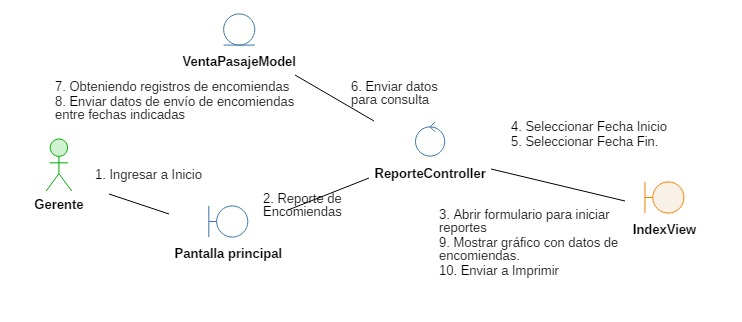 VentaPasajeModel
7. Obteniendo registros de encomiendas
8. Enviar datos de envío de encomiendas
entre fechas indicadas
6. Enviar datos
para consulta
4. Seleccionar Fecha Inicio
5. Seleccionar Fecha Fin.
ReporteController
1. Ingresar a Inicio
Gerente
2. Reporte de
Encomiendas
Pantalla principal
3. Abrir formulario para iniciar
reportes
9. Mostrar gráfico con datos de
encomiendas.
10. Enviar a Imprimir
IndexView